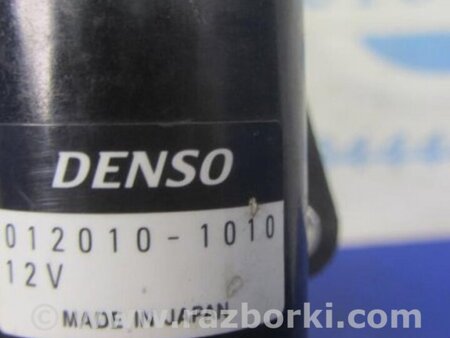 DENSO
012010-1010
12V
MADE IN JAPAN
www.razborki.com